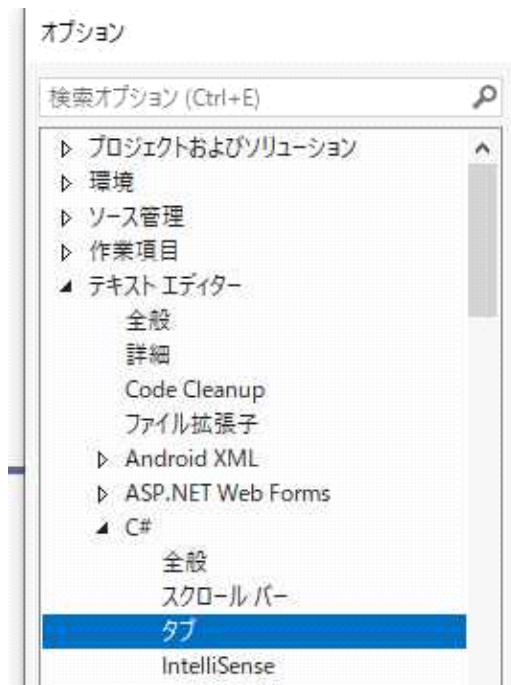 オプション
検索オプション (Ctrl+E)
プロジェクトおよびソリューション
環境
ソース管理
作業項目
テキスト エディター
全般
詳細
Code Cleanup
ファイル拡張子
Android XML
ASP.NET Web Forms
C#
全般
スクロール バー
タブ
IntelliSense